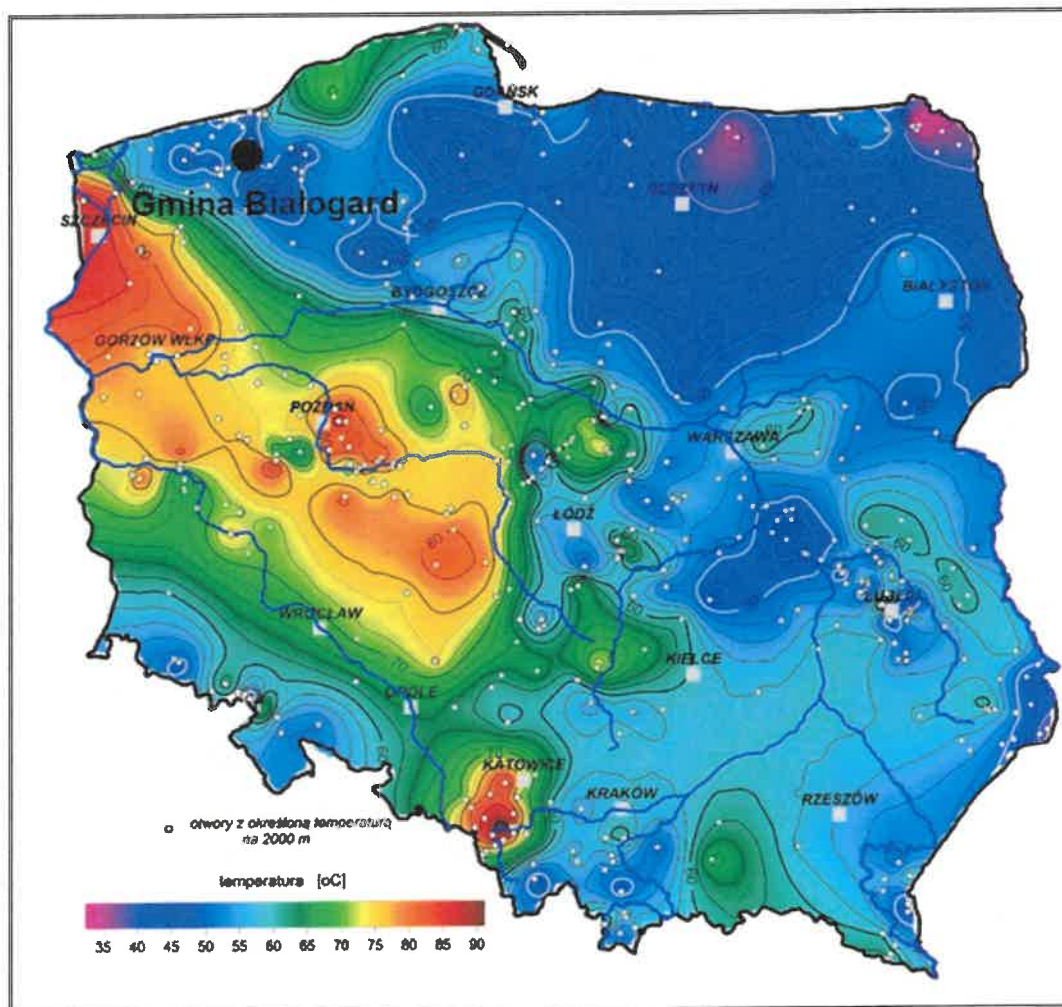 GDAŃSK
OLSZTYN
Gmina Białogard
SZCZECIN
BYDGOSZCZ
BIAŁYSTOK
GORZÓW WLKP
POZNAŃ
WARSZAWA
ŁÓDŹ
LUBLIN
WROCŁAW
KIELCE
OPOLE
KATOWICE
KRAKÓW
RZESZÓW
otwory z określoną temperaturą
na 2000 m
temperatura [oC]
35 40 45 50 55 60 65 70 75 80 85 90